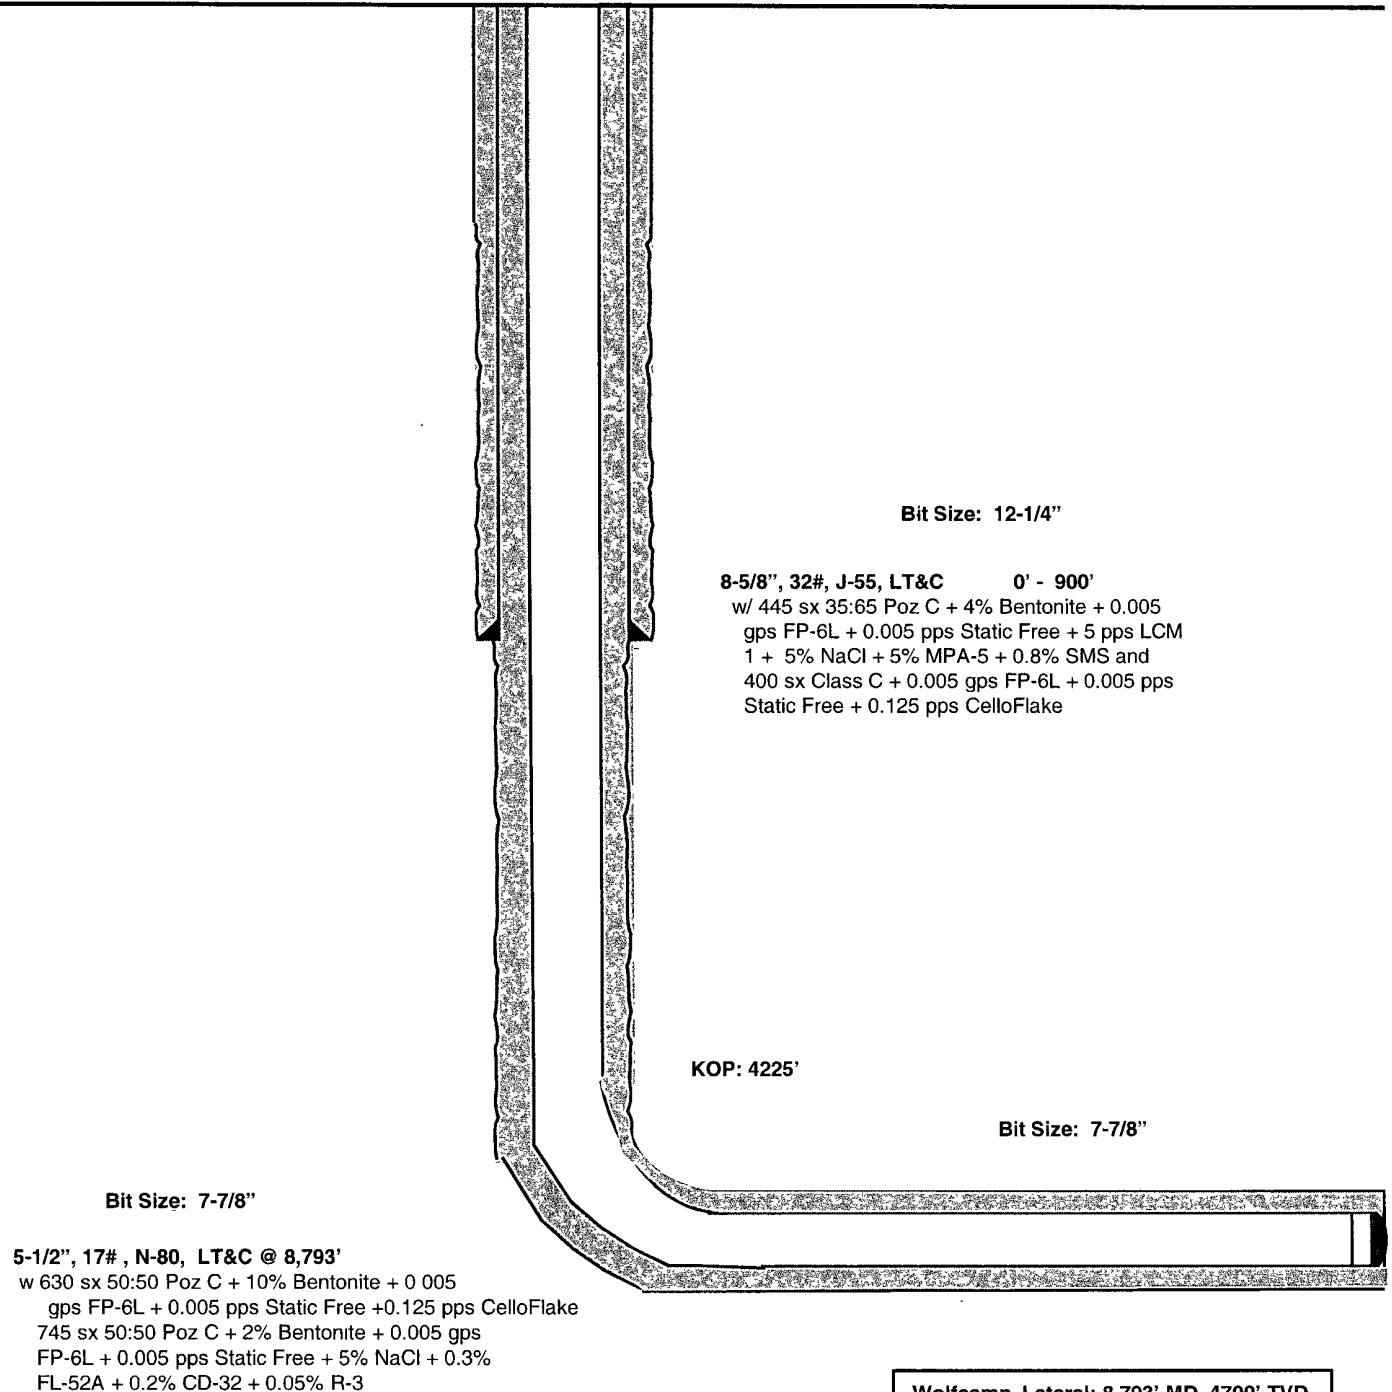 Bit Size: 12-1/4”
8-5/8”, 32#, J-55, LT&C 0’ - 900’
w/ 445 sx 35:65 Poz C + 4% Bentonite + 0.005
gps FP-6L + 0.005 pps Static Free + 5 pps LCM
1 + 5% NaCl + 5% MPA-5 + 0.8% SMS and
400 sx Class C + 0.005 gps FP-6L + 0.005 pps
Static Free + 0.125 pps CelloFlake
KOP: 4225’
Bit Size: 7-7/8”
Bit Size: 7-7/8”
5-1/2”, 17# , N-80, LT&C @ 8,793’
w 630 sx 50:50 Poz C + 10% Bentonite + 0 005
gps FP-6L + 0.005 pps Static Free +0.125 pps CelloFlake
745 sx 50:50 Poz C + 2% Bentonite + 0.005 gps
FP-6L + 0.005 pps Static Free + 5% NaCl + 0.3%
FL-52A + 0.2% CD-32 + 0.05% R-3
Wolfcamp Lateral: 8,793’ MD, TVD